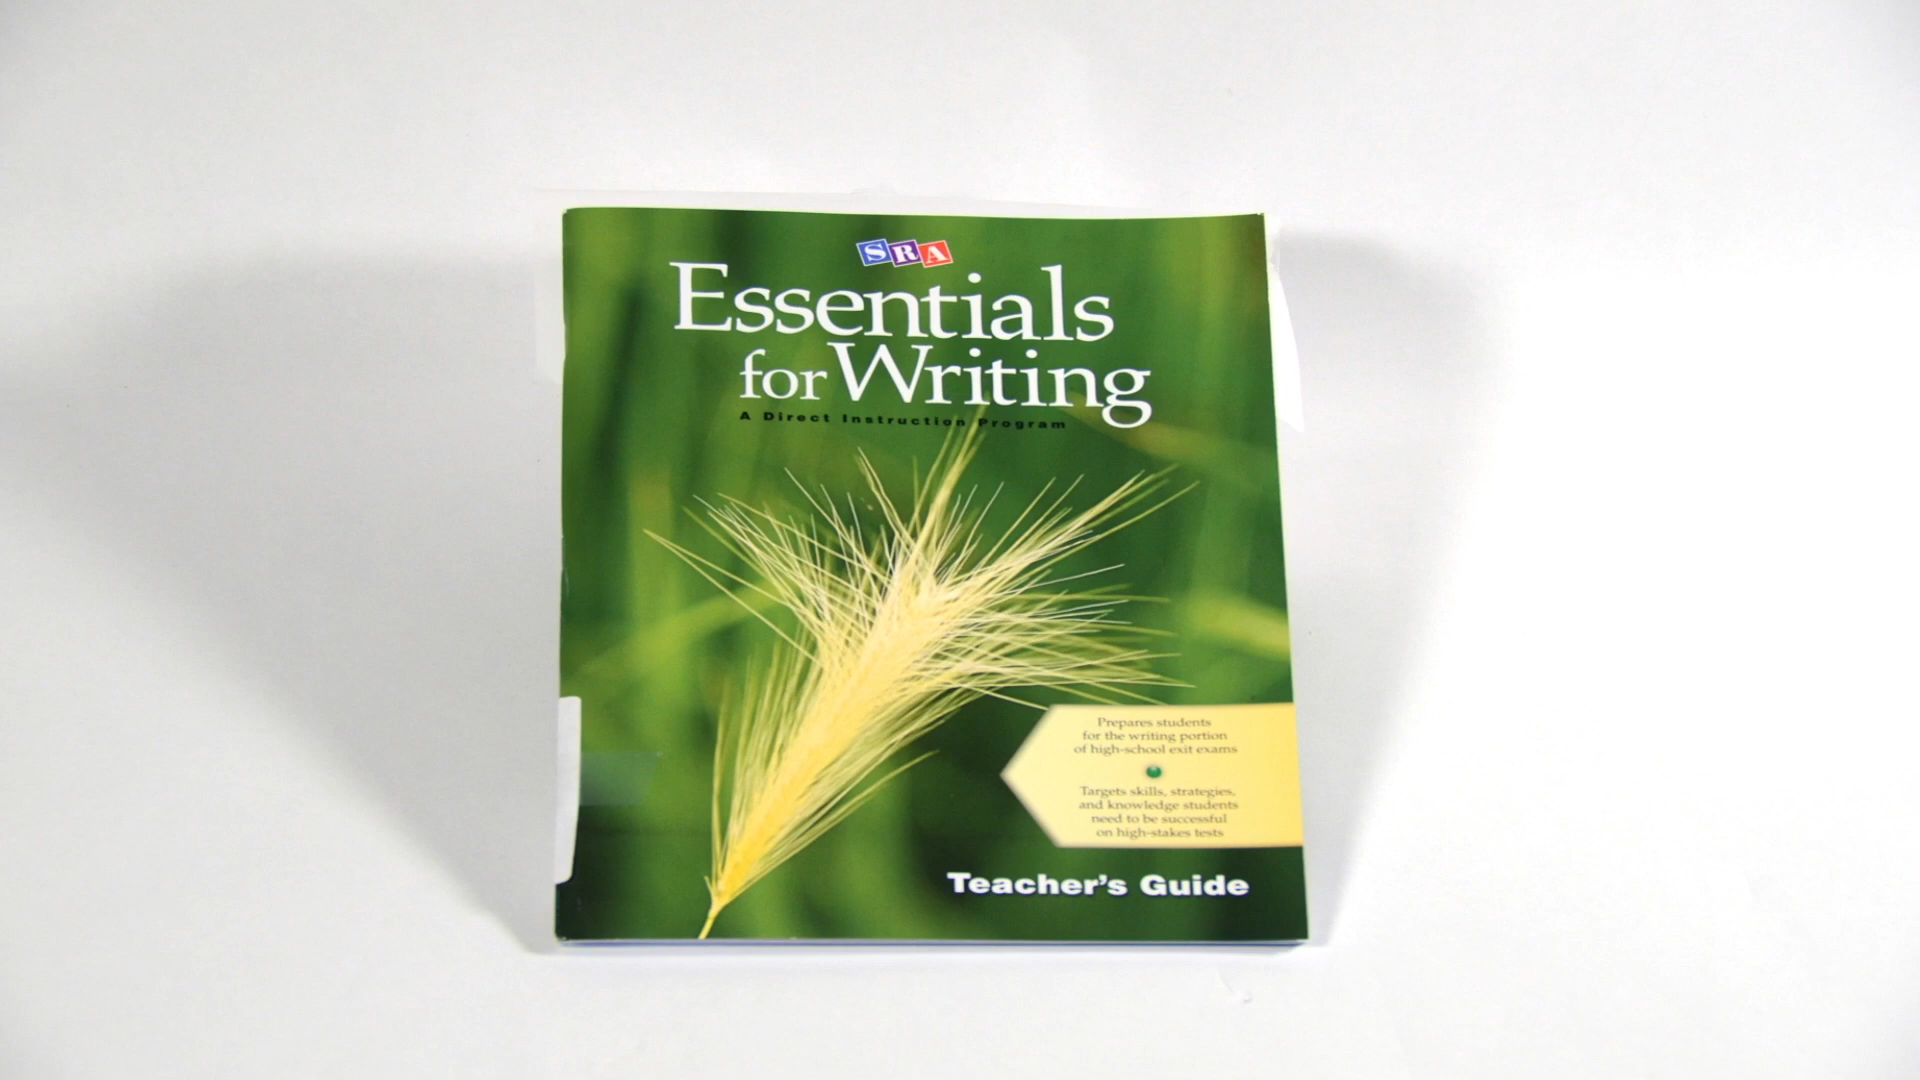 SRA
Essentials
for Writing
A Direct Instruction Program
Prepares students
for the writing portion
of high-school exit exams
Targets skills, strategies,
and knowledge students
need to be successful
on high-stakes tests
Teacher's Guide